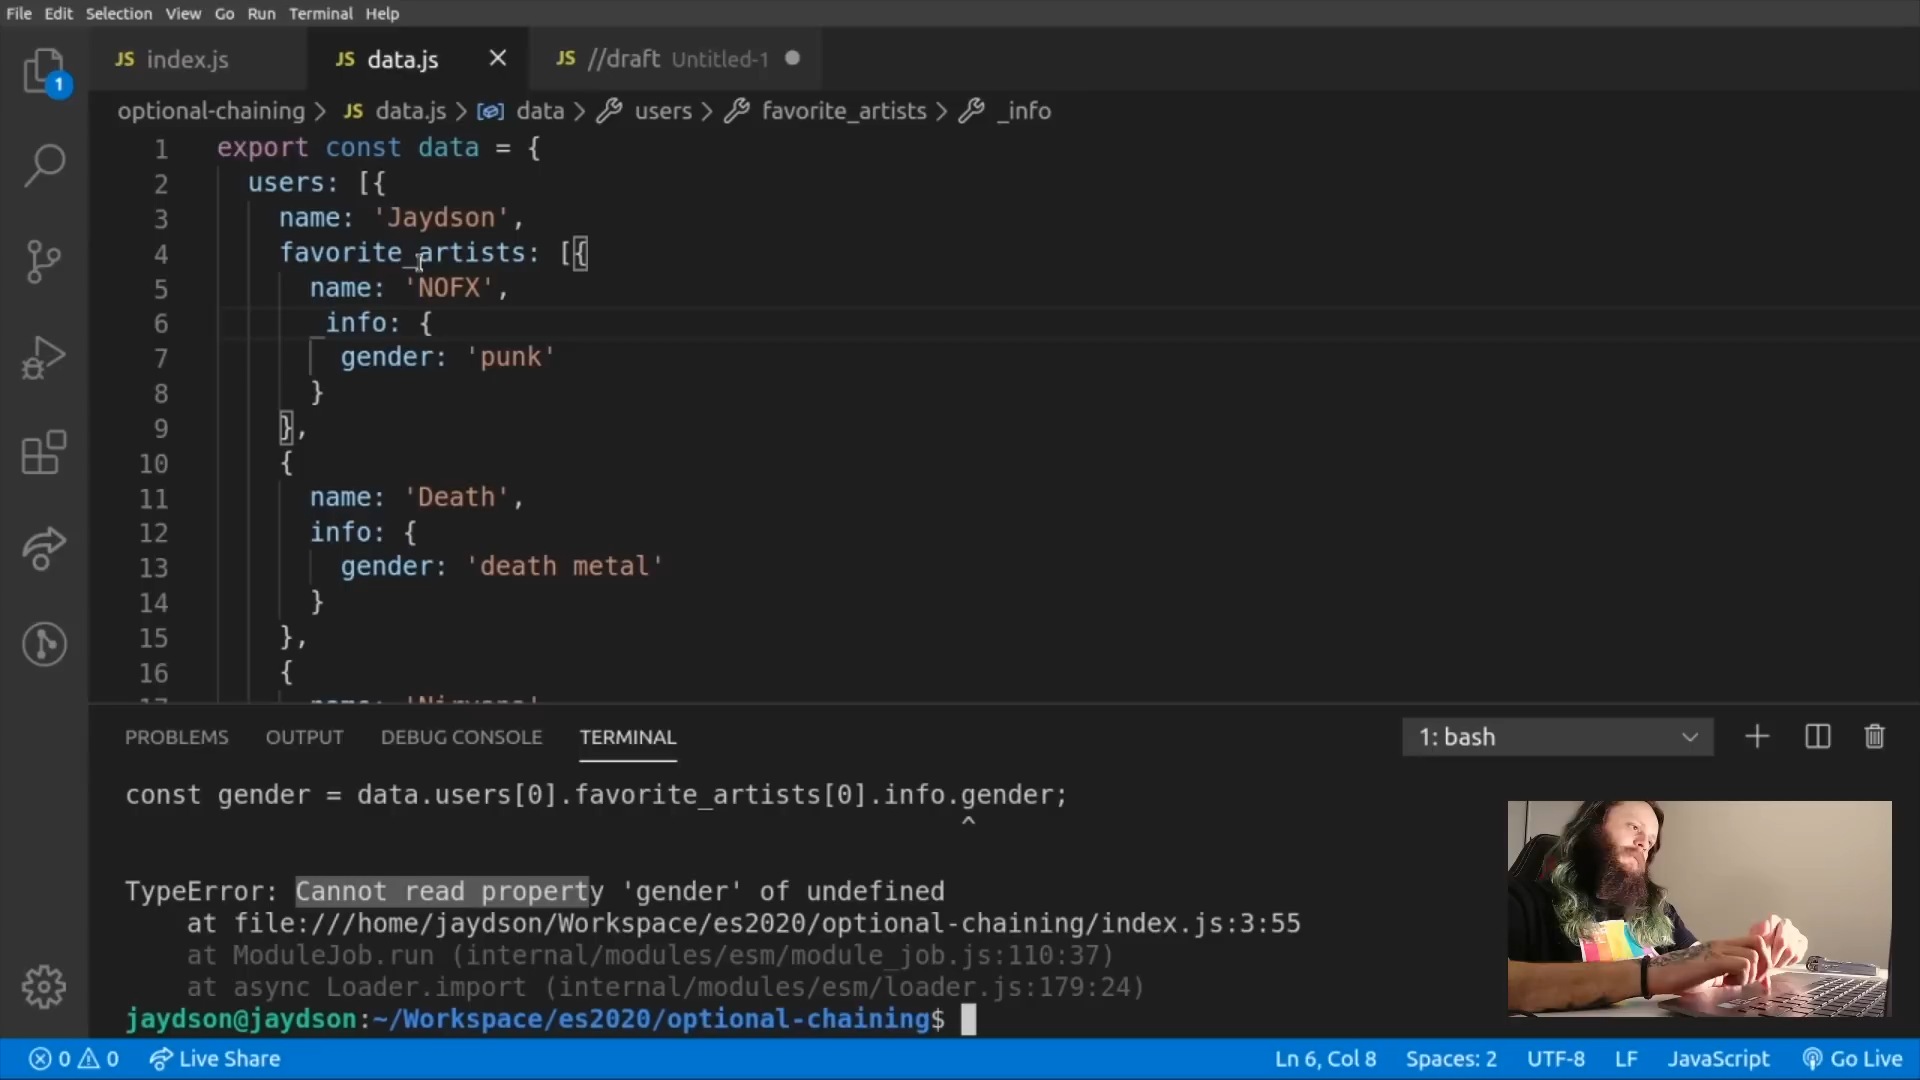 File Edit Selection View Go Run Terminal Help
JS index.js JS data.js JS //draft Untitled-1
1
optional-chaining > JS data.js > data > users > favorite_artists > _info
1 export const data = {
2 users: [{
3 name: 'Jaydson',
4 favorite_artists: [{
5 name: 'NOFX',
6 _info: {
7 gender: 'punk'
8 }
9 },
10 {
11 name: 'Death',
12 info: {
13 gender: 'death metal'
14 }
15 },
16 {
17 name: 'Nirvana'
PROBLEMS OUTPUT DEBUG CONSOLE TERMINAL 1: bash
const gender = data.users[0].favorite_artists[0].info.gender;
^
TypeError: Cannot read property 'gender' of undefined
at file:///home/jaydson/Workspace/es2020/optional-chaining/index.js:3:55
at ModuleJob.run (internal/modules/esm/module_job.js:110:37)
at async Loader.import (internal/modules/esm/loader.js:179:24)
jaydson@jaydson:~/Workspace/es2020/optional-chaining$
0 0 Live Share Ln 6, Col 8 Spaces: 2 UTF-8 LF JavaScript Go Live